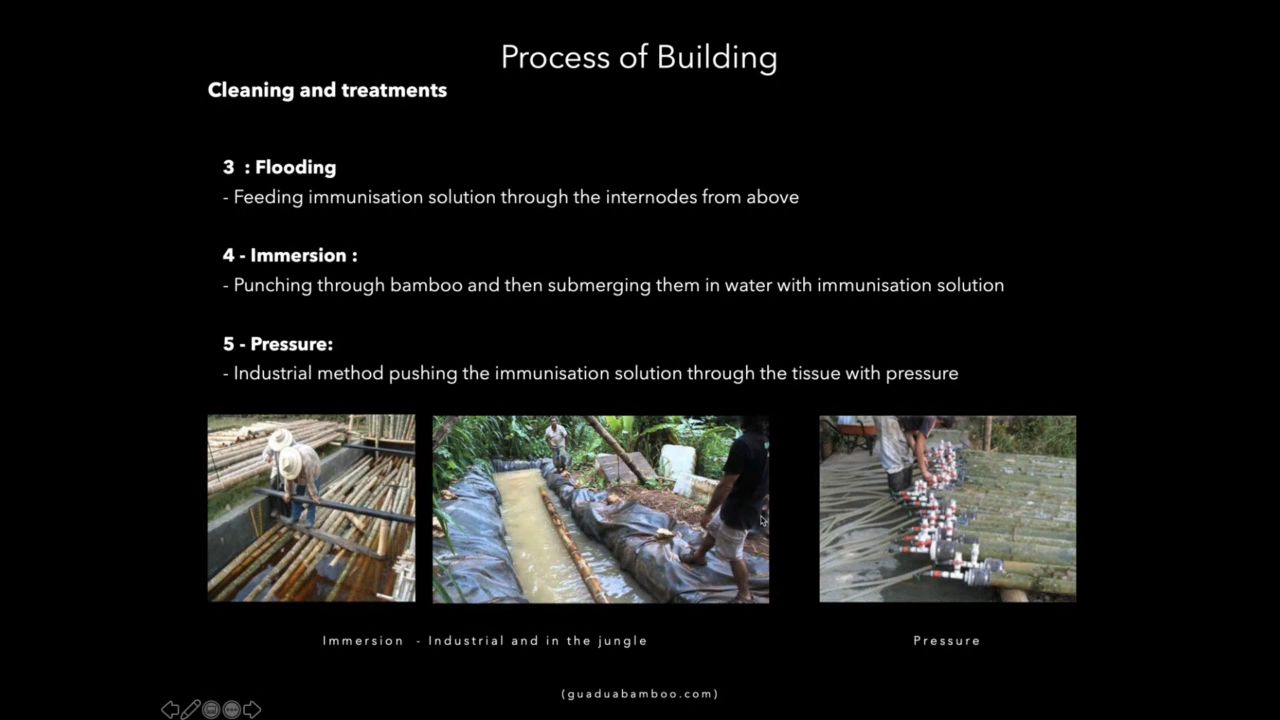 Process of Building
Cleaning and treatments
3 : Flooding
- Feeding immunisation solution through the internodes from above
4 - Immersion :
- Punching through bamboo and then submerging them in water with immunisation solution
5 - Pressure:
- Industrial method pushing the immunisation solution through the tissue with pressure
Immersion - Industrial and in the jungle
Pressure
(guaduabamboo.com)